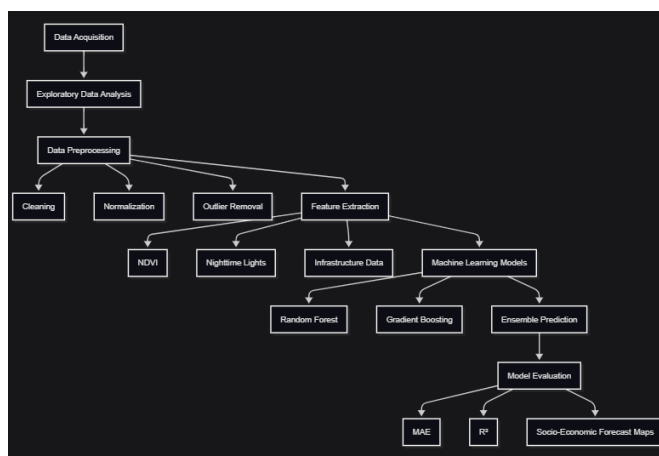 Data Acquisition
Exploratory Data Analysis
Data Preprocessing
Cleaning
Normalization
Outlier Removal
Feature Extraction
NDVI
Nighttime Lights
Infrastructure Data
Machine Learning Models
Random Forest
Gradient Boosting
Ensemble Prediction
Model Evaluation
MAE
R²
Socio-Economic Forecast Maps